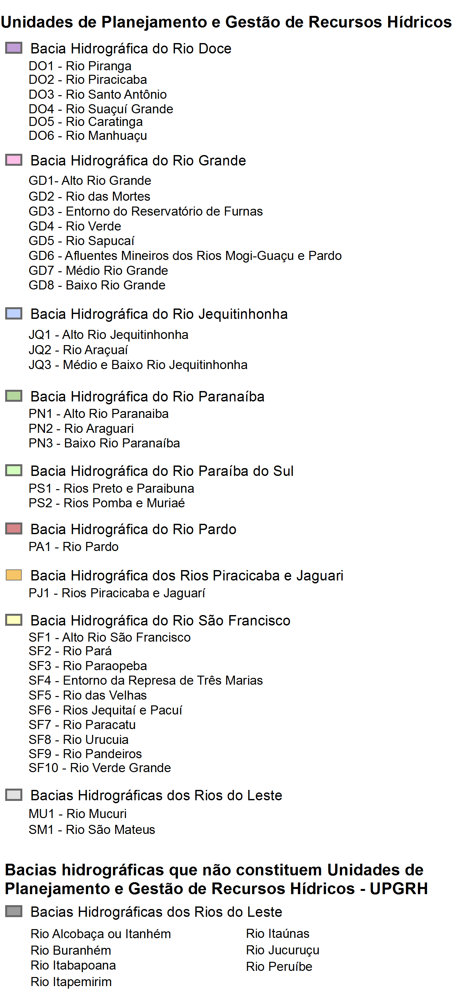 Unidades de Planejamento e Gestão de Recursos Hídricos
Bacia Hidrográfica do Rio Doce
DO1 - Rio Piranga
DO2 - Rio Piracicaba
DO3 - Rio Santo Antônio
DO4 - Rio Suaçuí Grande
DO5 - Rio Caratinga
DO6 - Rio Manhuaçu
Bacia Hidrográfica do Rio Grande
GD1- Alto Rio Grande
GD2 - Rio das Mortes
GD3 - Entorno do Reservatório de Furnas
GD4 - Rio Verde
GD5 - Rio Sapucaí
GD6 - Afluentes Mineiros dos Rios Mogi-Guaçu e Pardo
GD7 - Médio Rio Grande
GD8 - Baixo Rio Grande
Bacia Hidrográfica do Rio Jequitinhonha
JQ1 - Alto Rio Jequitinhonha
JQ2 - Rio Araçuaí
JQ3 - Médio e Baixo Rio Jequitinhonha
Bacia Hidrográfica do Rio Paranaíba
PN1 - Alto Rio Paranaiba
PN2 - Rio Araguari
PN3 - Baixo Rio Paranaíba
Bacia Hidrográfica do Rio Paraíba do Sul
PS1 - Rios Preto e Paraibuna
PS2 - Rios Pomba e Muriaé
Bacia Hidrográfica do Rio Pardo
PA1 - Rio Pardo
Bacia Hidrográfica dos Rios Piracicaba e Jaguari
PJ1 - Rios Piracicaba e Jaguarí
Bacia Hidrográfica do Rio São Francisco
SF1 - Alto Rio São Francisco
SF2 - Rio Pará
SF3 - Rio Paraopeba
SF4 - Entorno da Represa de Três Marias
SF5 - Rio das Velhas
SF6 - Rios Jequitaí e Pacuí
SF7 - Rio Paracatu
SF8 - Rio Urucuia
SF9 - Rio Pandeiros
SF10 - Rio Verde Grande
Bacias Hidrográficas dos Rios do Leste
MU1 - Rio Mucuri
SM1 - Rio São Mateus
Bacias hidrográficas que não constituem Unidades de
Planejamento e Gestão de Recursos Hídricos - UPGRH
Bacias Hidrográficas dos Rios do Leste
Rio Alcobaça ou Itanhém
Rio Buranhém
Rio Itabapoana
Rio Itapemirim
Rio Itaúnas
Rio Jucuruçu
Rio Peruíbe